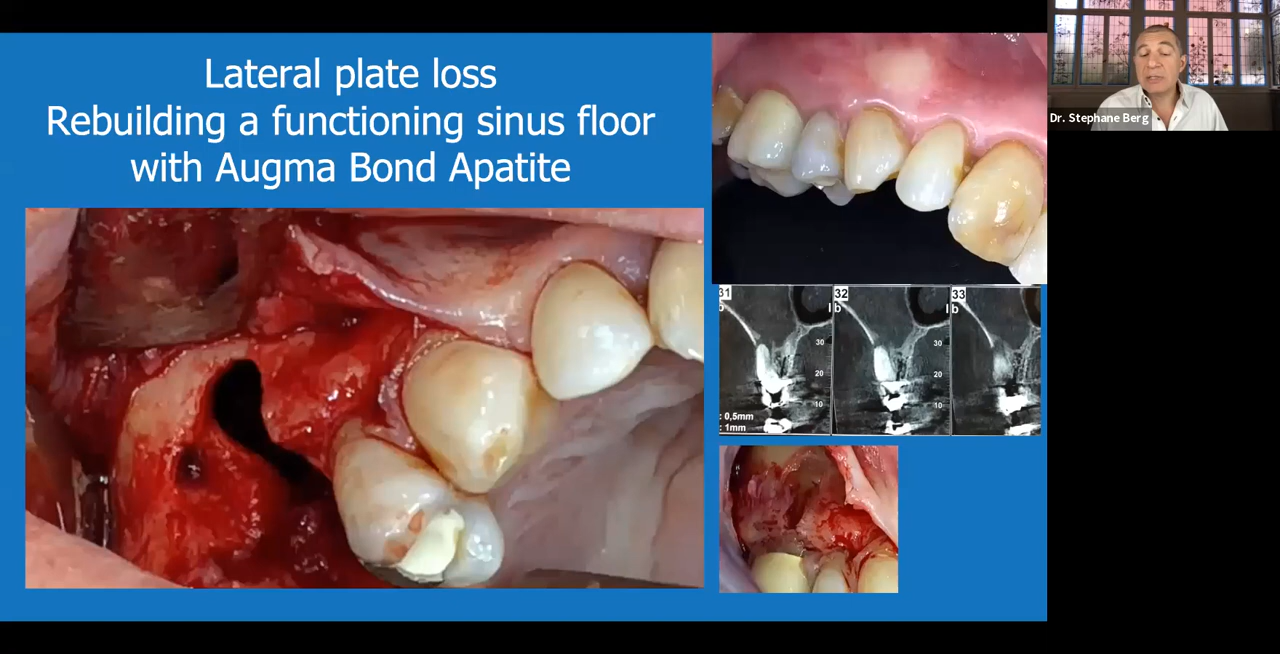 Lateral plate loss
Rebuilding a functioning sinus floor
with Augma Bond Apatite
Dr. Stephane Berg
31
32
33
b
l
b
l
b
30
30
30
20
20
20
10
10
10
: 0,5mm
: 1mm